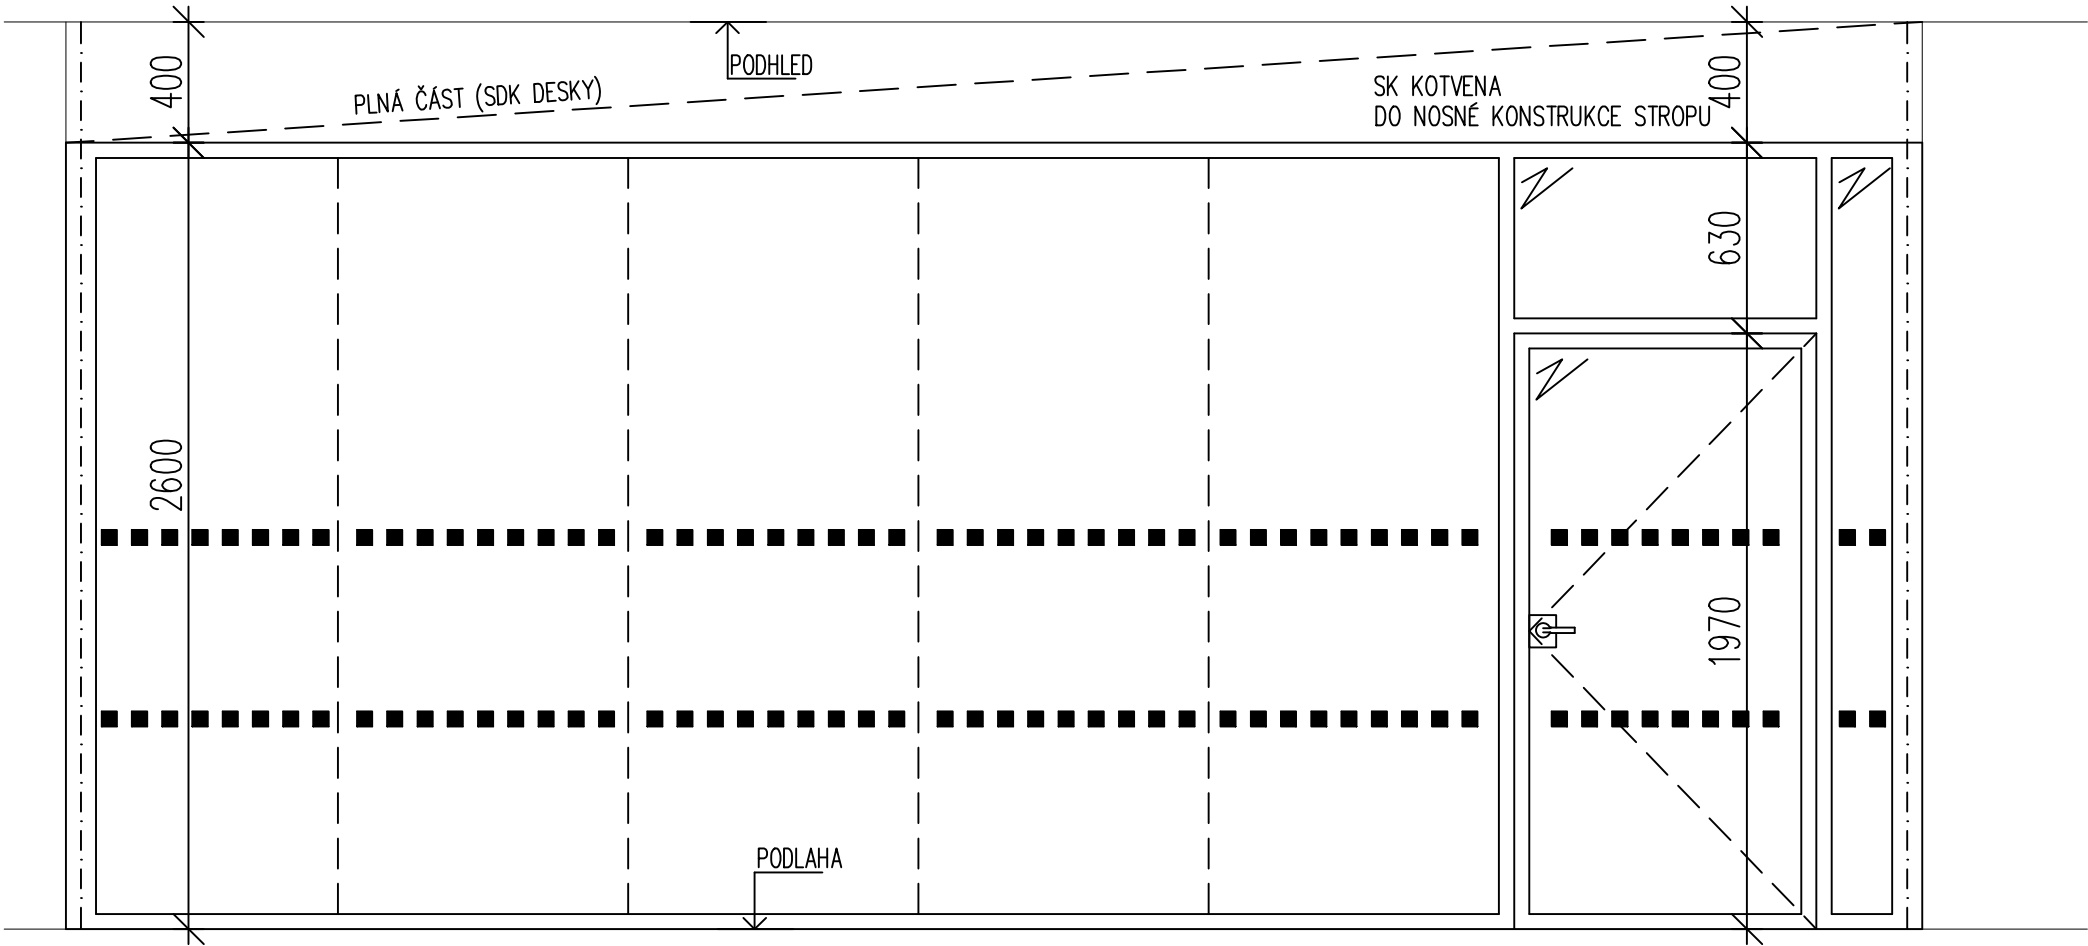 400
PODHLED
PLNÁ ČÁST (SDK DESKY)
SK KOTVENA
DO NOSNÉ KONSTRUKCE STROPU
400
630
2600
1970
PODLAHA